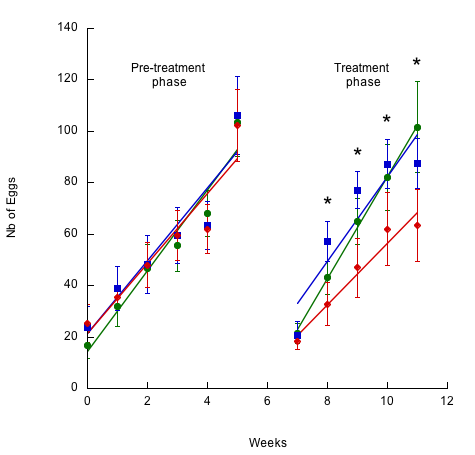 140
120
100
80
60
40
20
0
Nb of Eggs
Pre-treatment
phase
Treatment
phase
*
*
*
*
0 2 4 6 8 10 12
Weeks